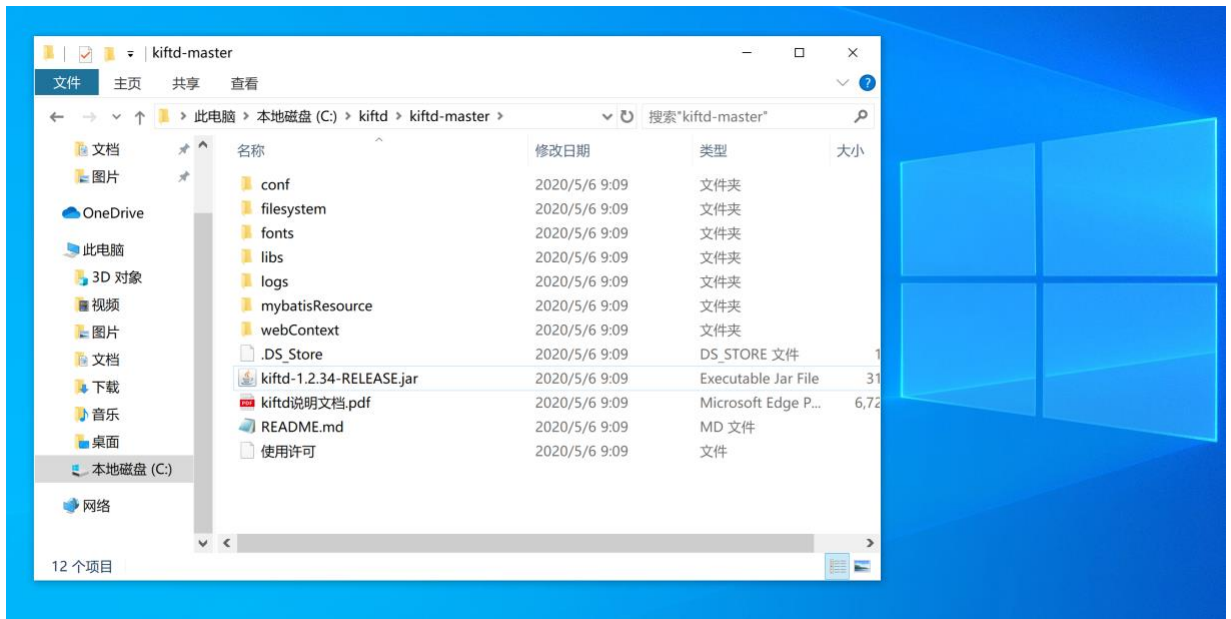 kiftd-master
文件 主页 共享 查看
此电脑 本地磁盘 (C:) kiftd kiftd-master 搜索"kiftd-master"
文档
图片
OneDrive
此电脑
3D 对象
视频
图片
文档
下载
音乐
桌面
本地磁盘 (C:)
网络
名称 修改日期 类型 大小
conf 2020/5/6 9:09 文件夹
filesystem 2020/5/6 9:09 文件夹
fonts 2020/5/6 9:09 文件夹
libs 2020/5/6 9:09 文件夹
logs 2020/5/6 9:09 文件夹
mybatisResource 2020/5/6 9:09 文件夹
webContext 2020/5/6 9:09 文件夹
.DS_Store 2020/5/6 9:09 DS_STORE 文件 1
kiftd-1.2.34-RELEASE.jar 2020/5/6 9:09 Executable Jar File 31
kiftd说明文档.pdf 2020/5/6 9:09 Microsoft Edge P... 6,72
README.md 2020/5/6 9:09 MD 文件
使用许可 2020/5/6 9:09 文件
12 个项目